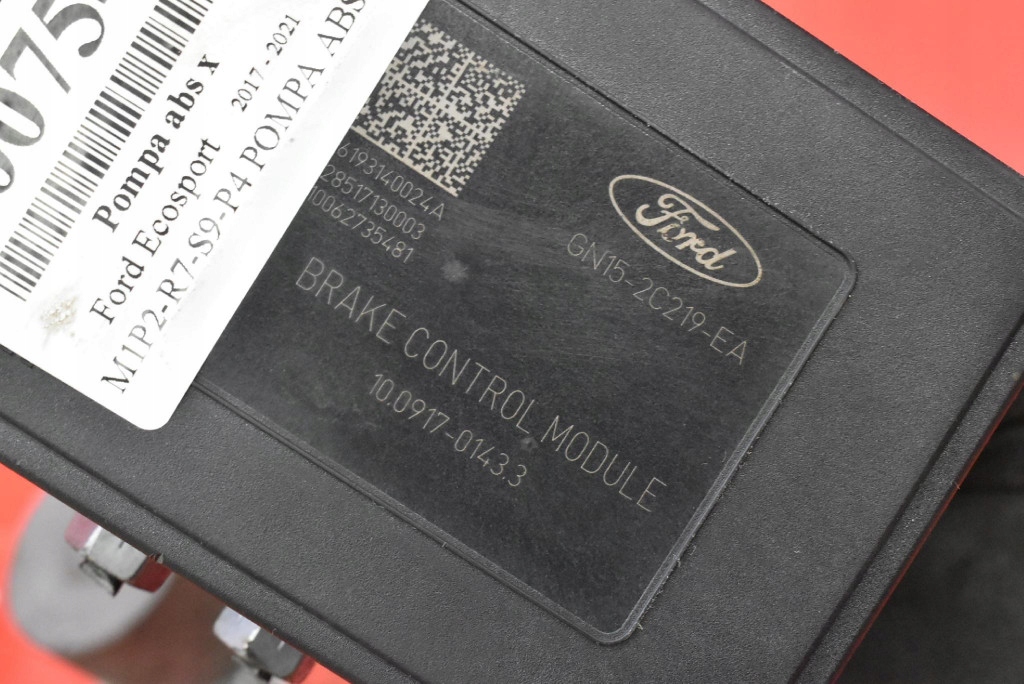 Pompa abs x
Ford Ecosport 2017 - 2021
M1P2-R7-S9-P4 POMPA ABS
6193140024A
28517130003
10062735481
Ford
GN15-2C219-EA
BRAKE CONTROL MODULE
10.0917-0143.3